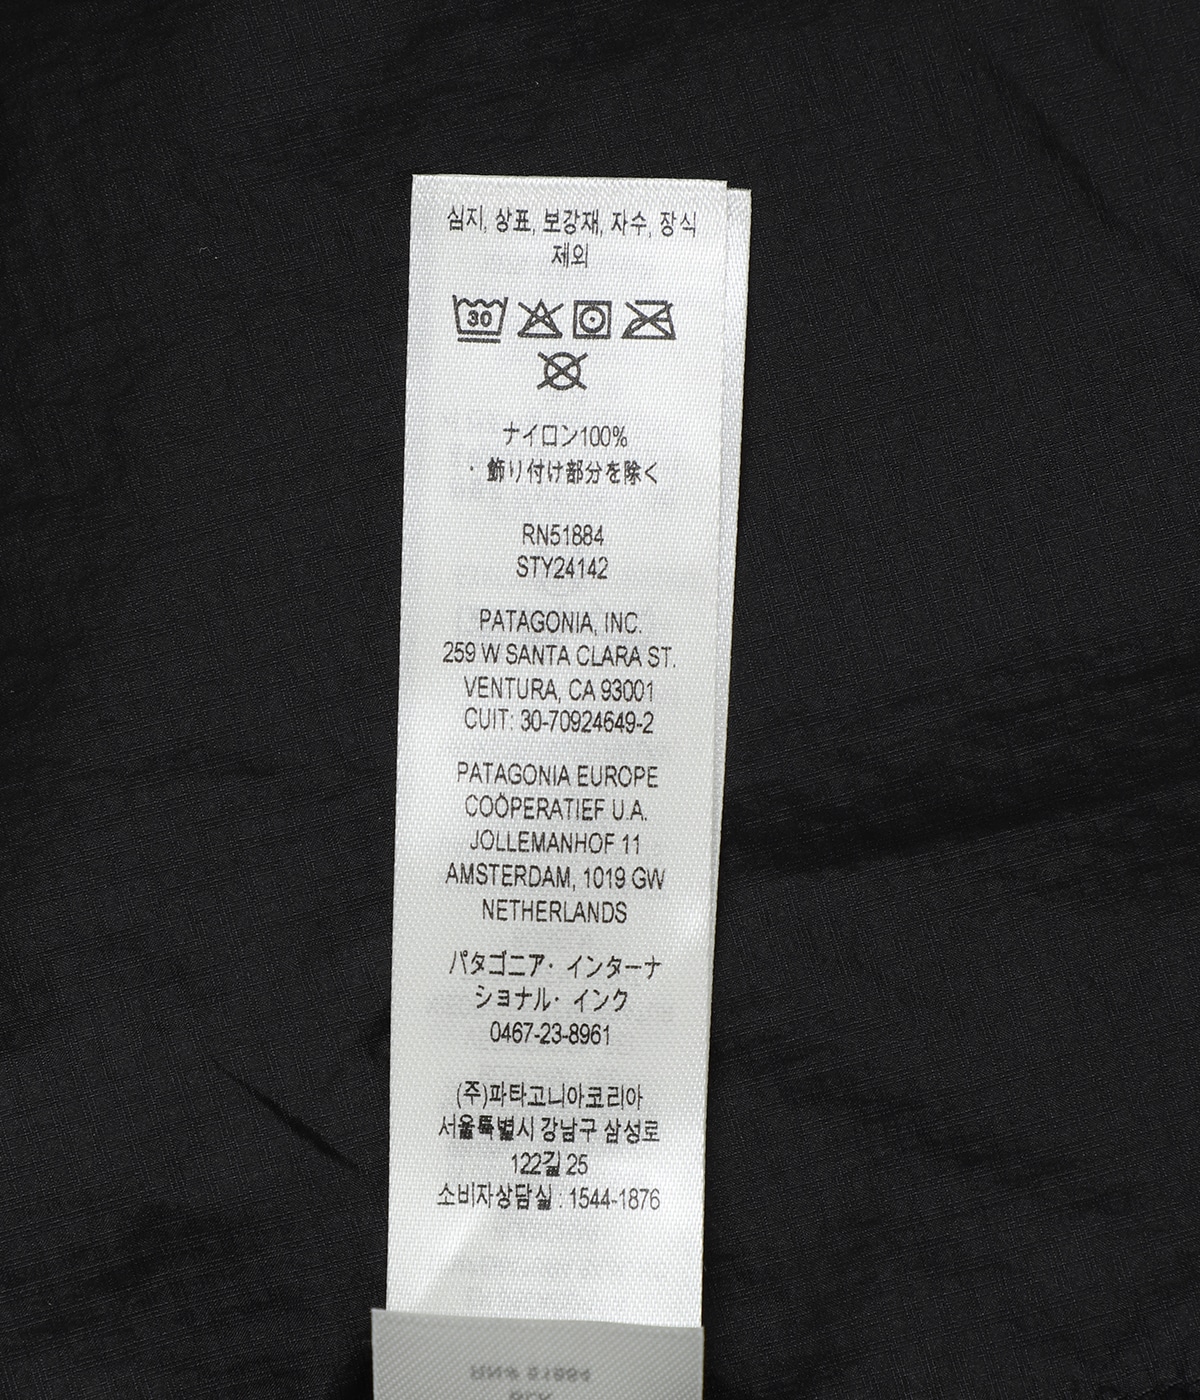 심지, 상표, 보강재, 자수, 장식
제외
30
ナイロン100%
・飾り付け部分を除く
RN51884
STY24142
PATAGONIA, INC.
259 W SANTA CLARA ST.
VENTURA, CA 93001
CUIT: 30-70924649-2
PATAGONIA EUROPE
COÖPERATIEF U.A.
JOLLEMANHOF 11
AMSTERDAM, 1019 GW
NETHERLANDS
パタゴニア・インターナ
ショナル・インク
0467-23-8961
(주)파타고니아코리아
서울특별시 강남구 삼성로
122길 25
소비자상담실 : 1544-1876
RN# 51884
BLK